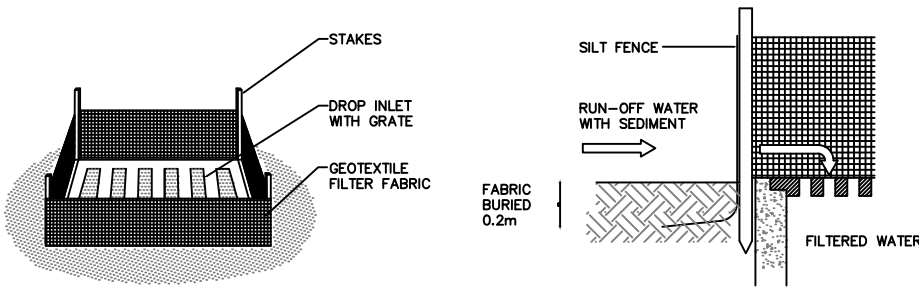 STAKES
DROP INLET
WITH GRATE
GEOTEXTILE
FILTER FABRIC
SILT FENCE
RUN-OFF WATER
WITH SEDIMENT
FABRIC
BURIED
0.2m
FILTERED WATER